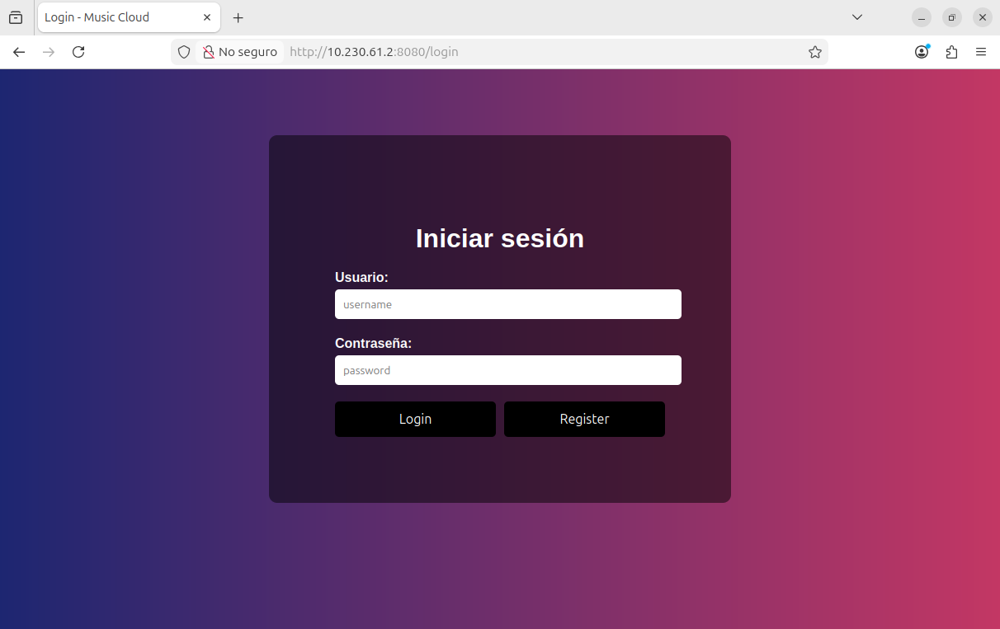 Login - Music Cloud
No seguro http://10.230.61.2:8080/login
Iniciar sesión
Usuario:
username
Contraseña:
password
Login Register